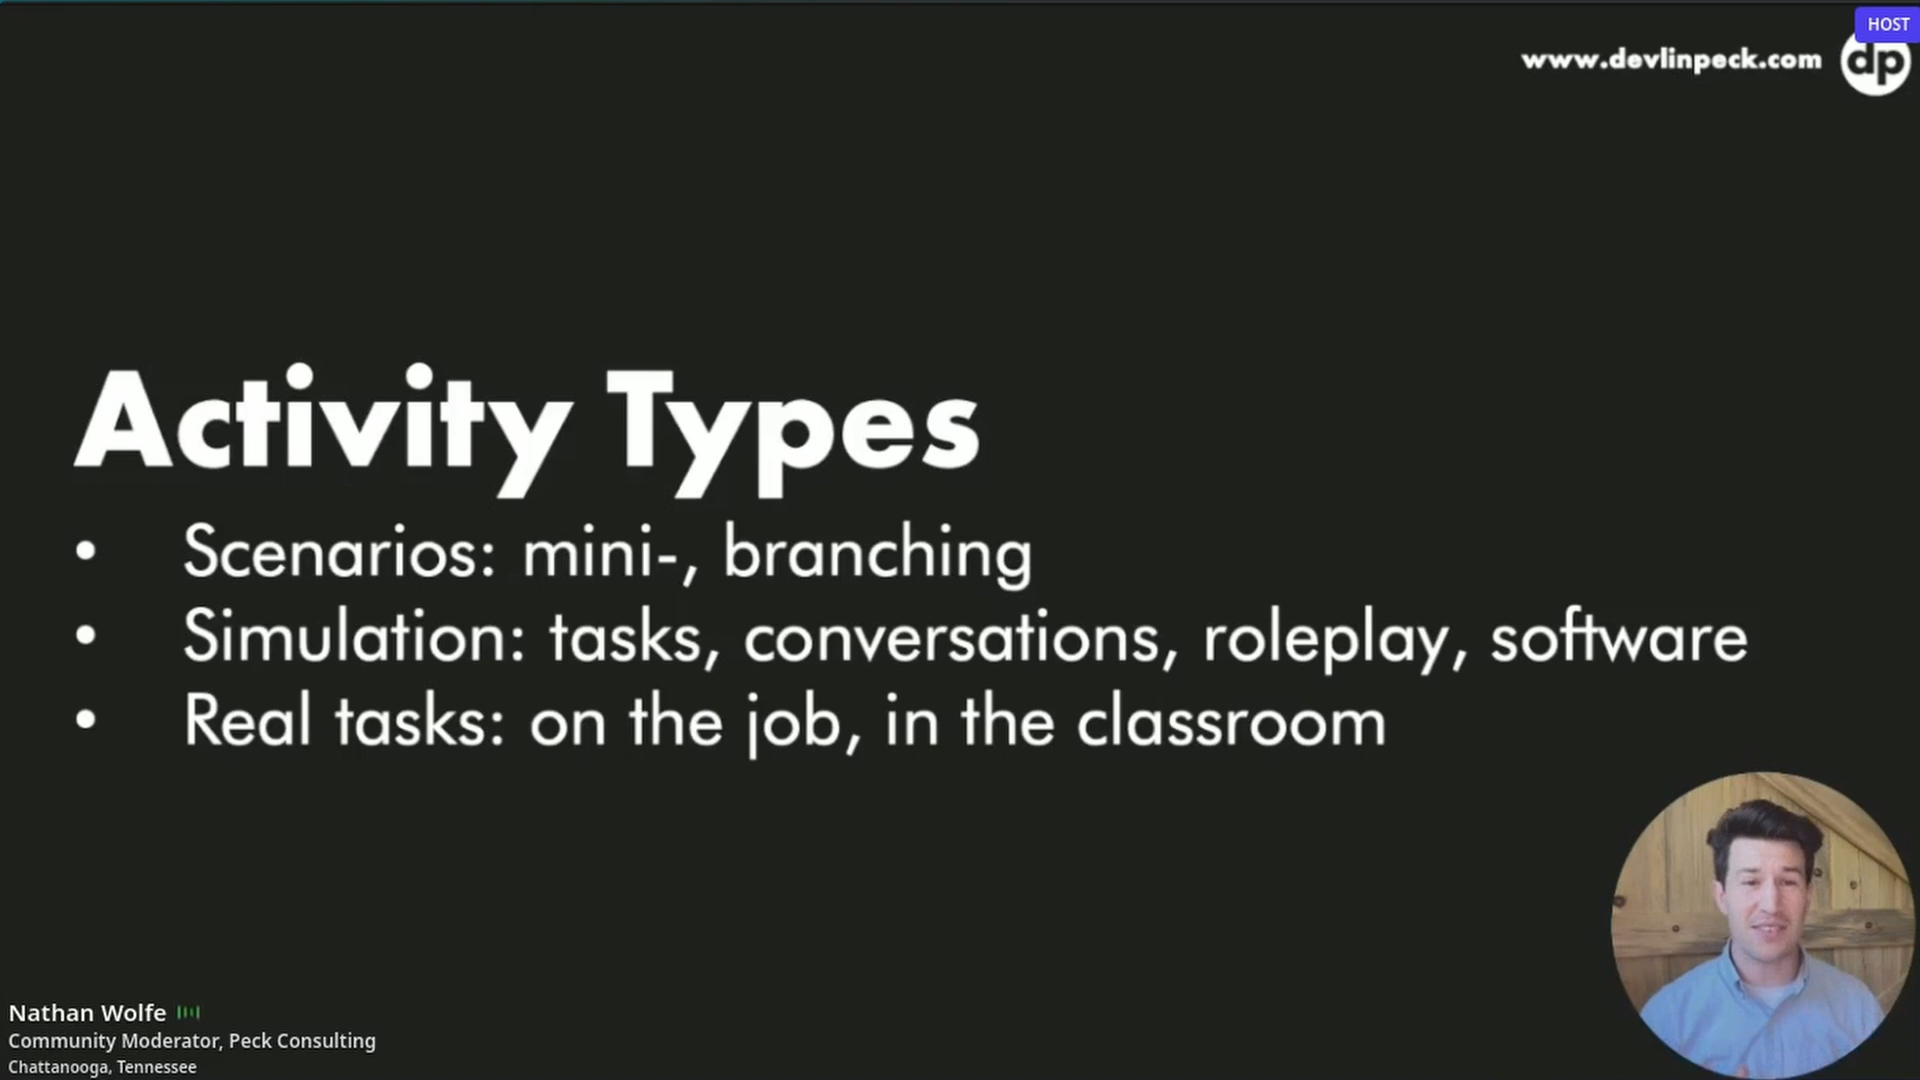 HOST
www.devlinpeck.com dp
Activity Types
• Scenarios: mini-, branching
• Simulation: tasks, conversations, roleplay, software
• Real tasks: on the job, in the classroom
Nathan Wolfe
Community Moderator, Peck Consulting
Chattanooga, Tennessee